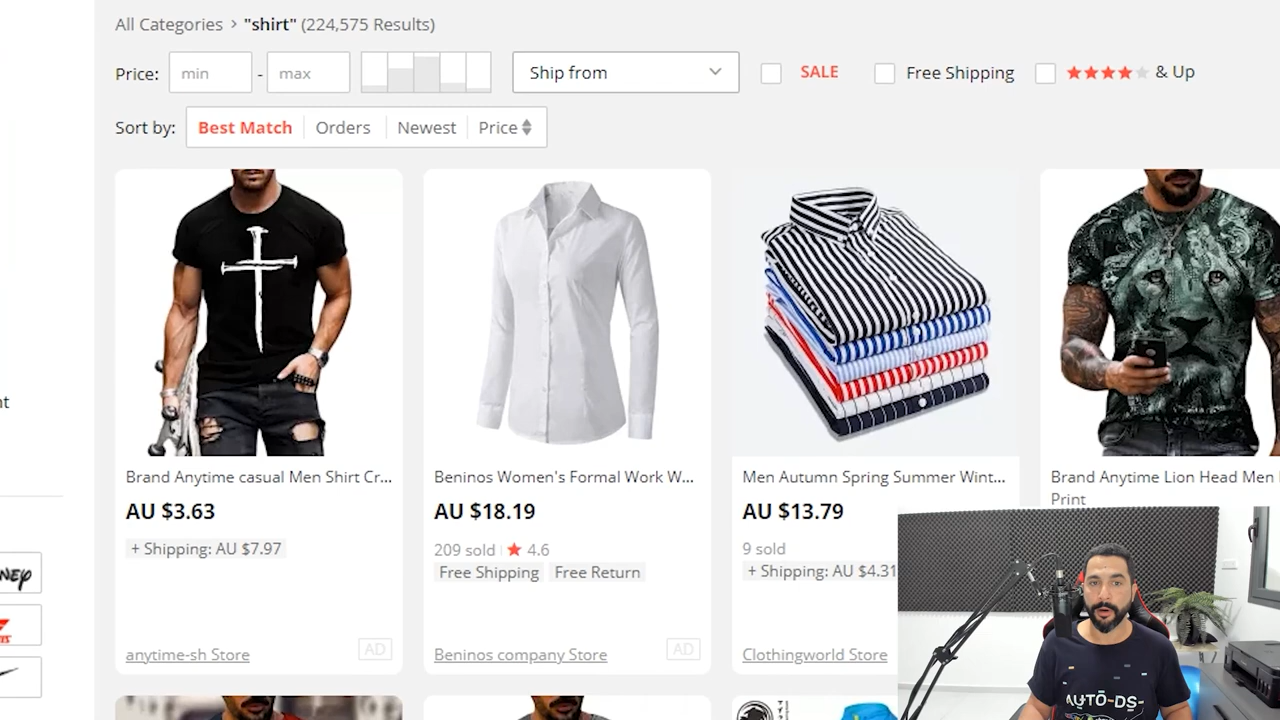 All Categories > "shirt" (224,575 Results)
Price: min - max Ship from SALE Free Shipping & Up
Sort by: Best Match Orders Newest Price
Brand Anytime casual Men Shirt Cr...
AU $3.63
+ Shipping: AU $7.97
anytime-sh Store
AD
Beninos Women's Formal Work W...
AU $18.19
209 sold 4.6
Free Shipping Free Return
Beninos company Store
AD
Men Autumn Spring Summer Wint...
AU $13.79
9 sold
+ Shipping: AU $4.31
Clothingworld Store
Brand Anytime Lion Head Men
Print
nt
NEY
AUTO-DS-